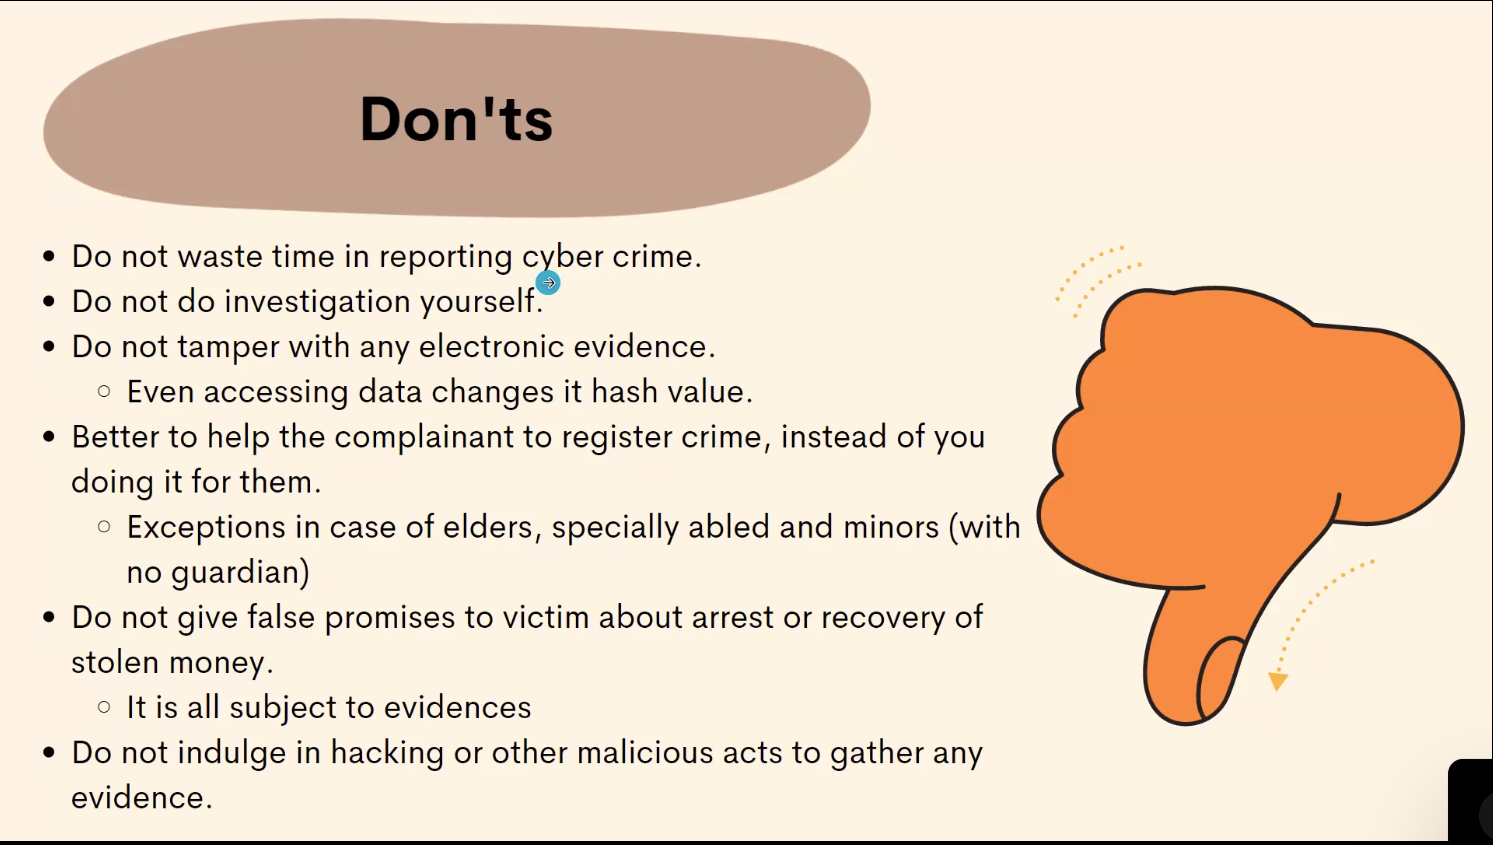 Don'ts
• Do not waste time in reporting cyber crime.
• Do not do investigation yourself.
• Do not tamper with any electronic evidence.
○ Even accessing data changes it hash value.
• Better to help the complainant to register crime, instead of you
doing it for them.
○ Exceptions in case of elders, specially abled and minors (with
no guardian)
• Do not give false promises to victim about arrest or recovery of
stolen money.
○ It is all subject to evidences
• Do not indulge in hacking or other malicious acts to gather any
evidence.